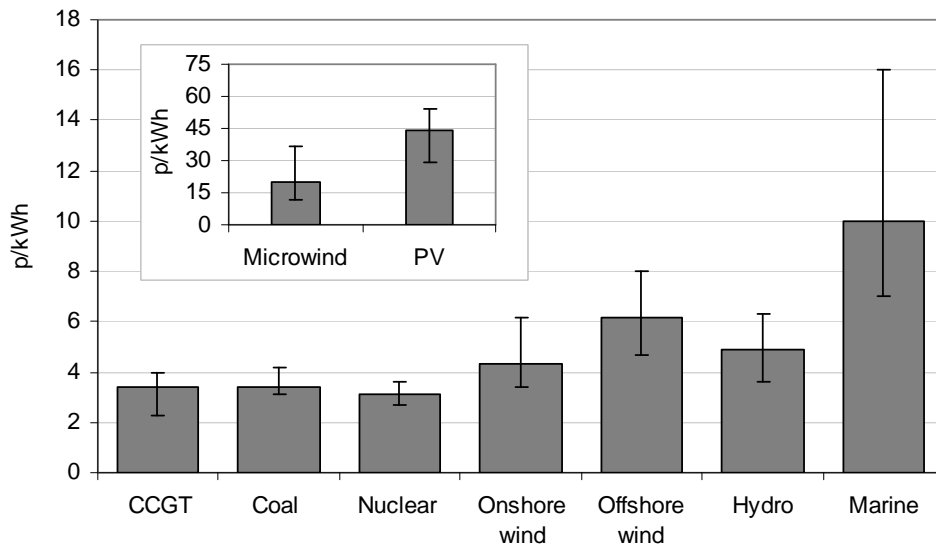 18
16
14
12
10
8
6
4
2
0
p/kWh
75
60
45
30
15
0
p/kWh
Microwind
PV
CCGT
Coal
Nuclear
Onshore
wind
Offshore
wind
Hydro
Marine